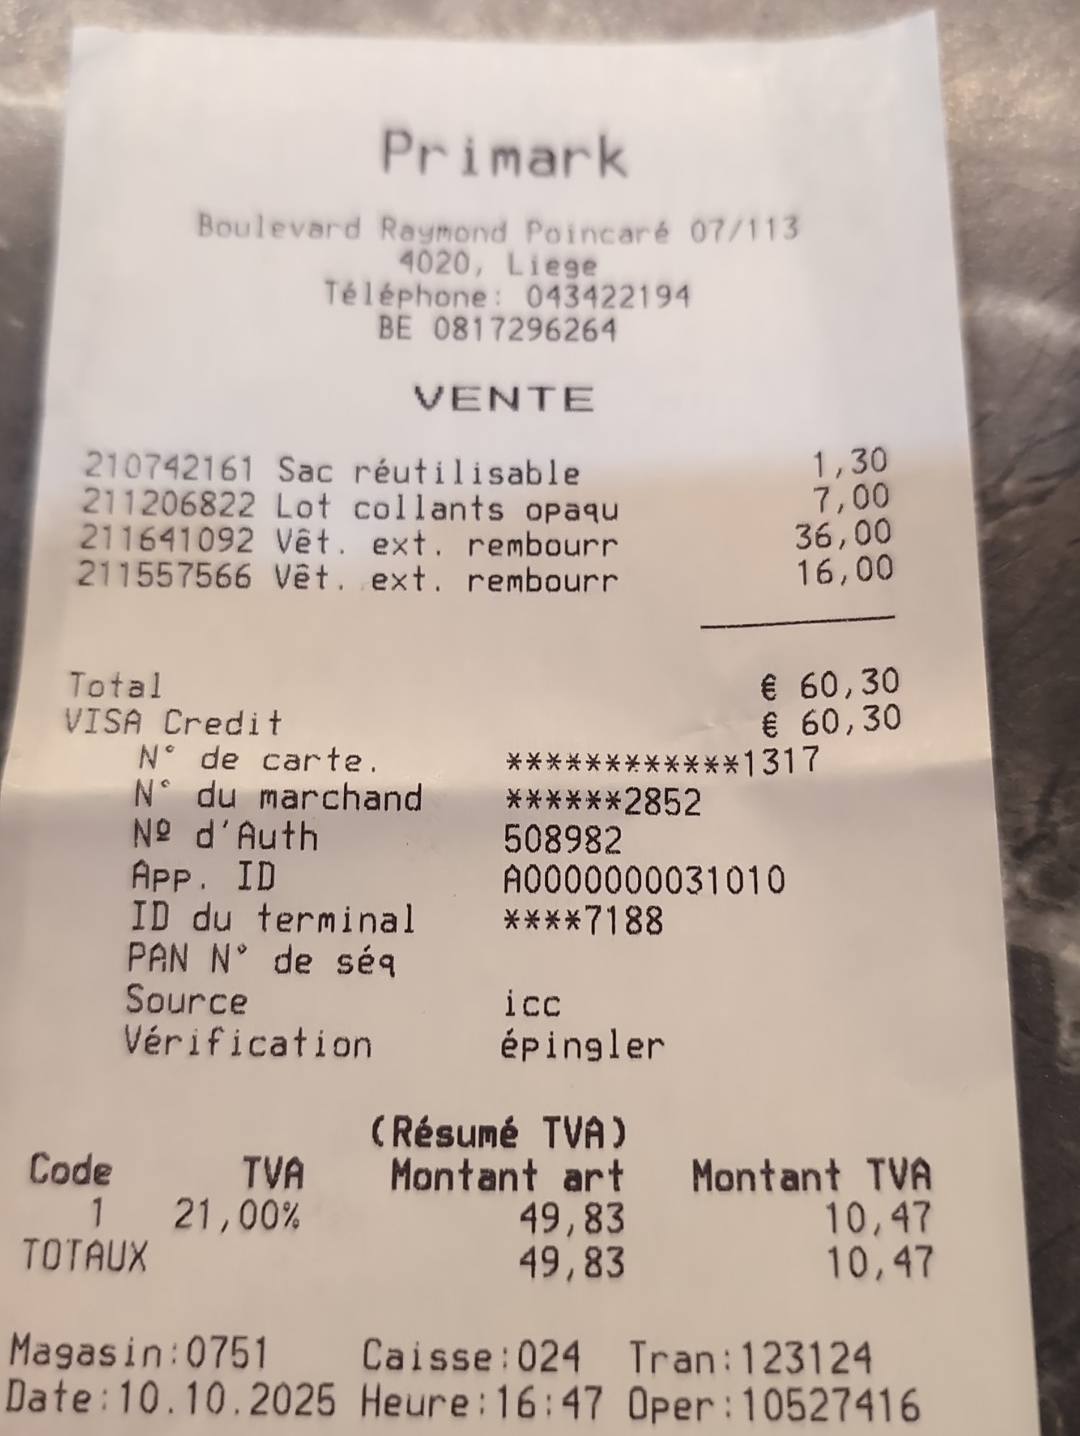 Primark
Boulevard Raymond Poincaré 07/113
4020, Liege
Téléphone: 043422194
BE 0817296264
VENTE
210742161 Sac réutilisable 1,30
211206822 Lot collants opaqu 7,00
211641092 Vêt. ext. rembourr 36,00
211557566 Vêt. ext. rembourr 16,00
Total € 60,30
VISA Credit € 60,30
N° de carte. ************1317
N° du marchand ******2852
Nº d'Auth 508982
App. ID A0000000031010
ID du terminal ****7188
PAN N° de séq
Source icc
Vérification épingler
(Résumé TVA)
Code TVA Montant art Montant TVA
1 21,00% 49,83 10,47
TOTAUX 49,83 10,47
Magasin:0751 Caisse:024 Tran:123124
Date:10.10.2025 Heure:16:47 Oper:10527416